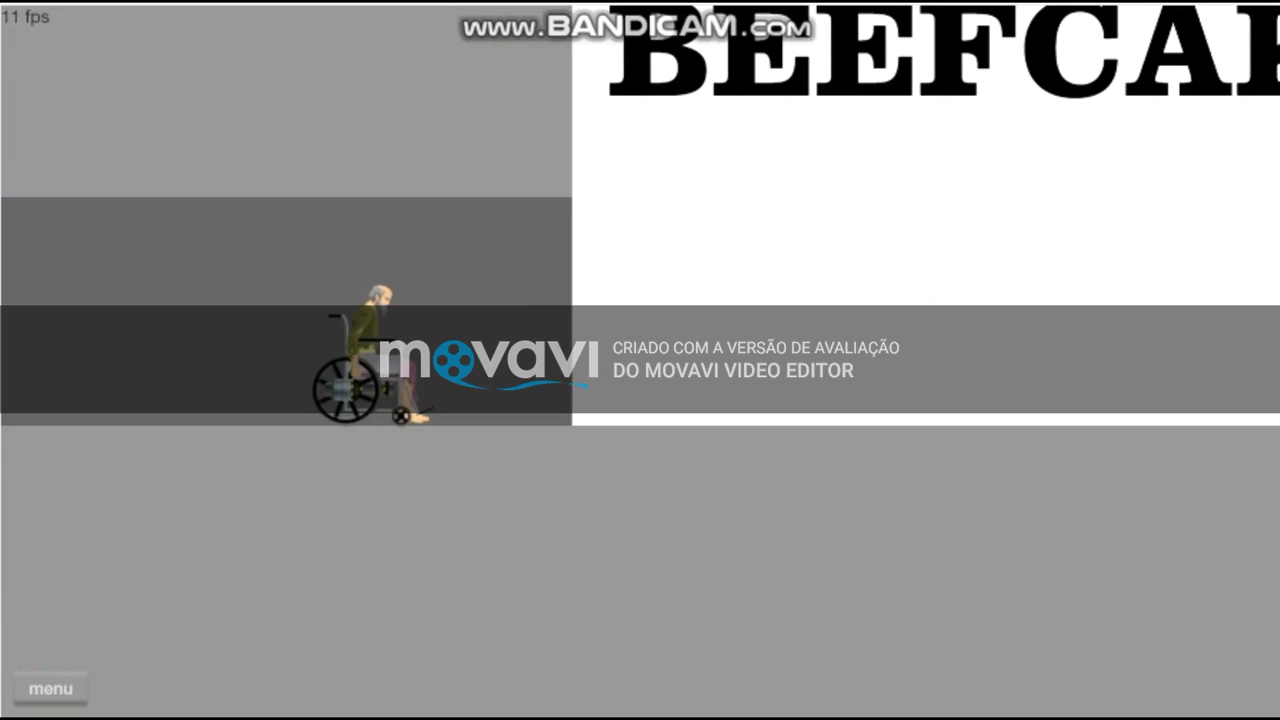 11 fps
www.BANDICAM.com
BEEFCA
movavi
CRIADO COM A VERSÃO DE AVALIAÇÃO
DO MOVAVI VIDEO EDITOR
menu